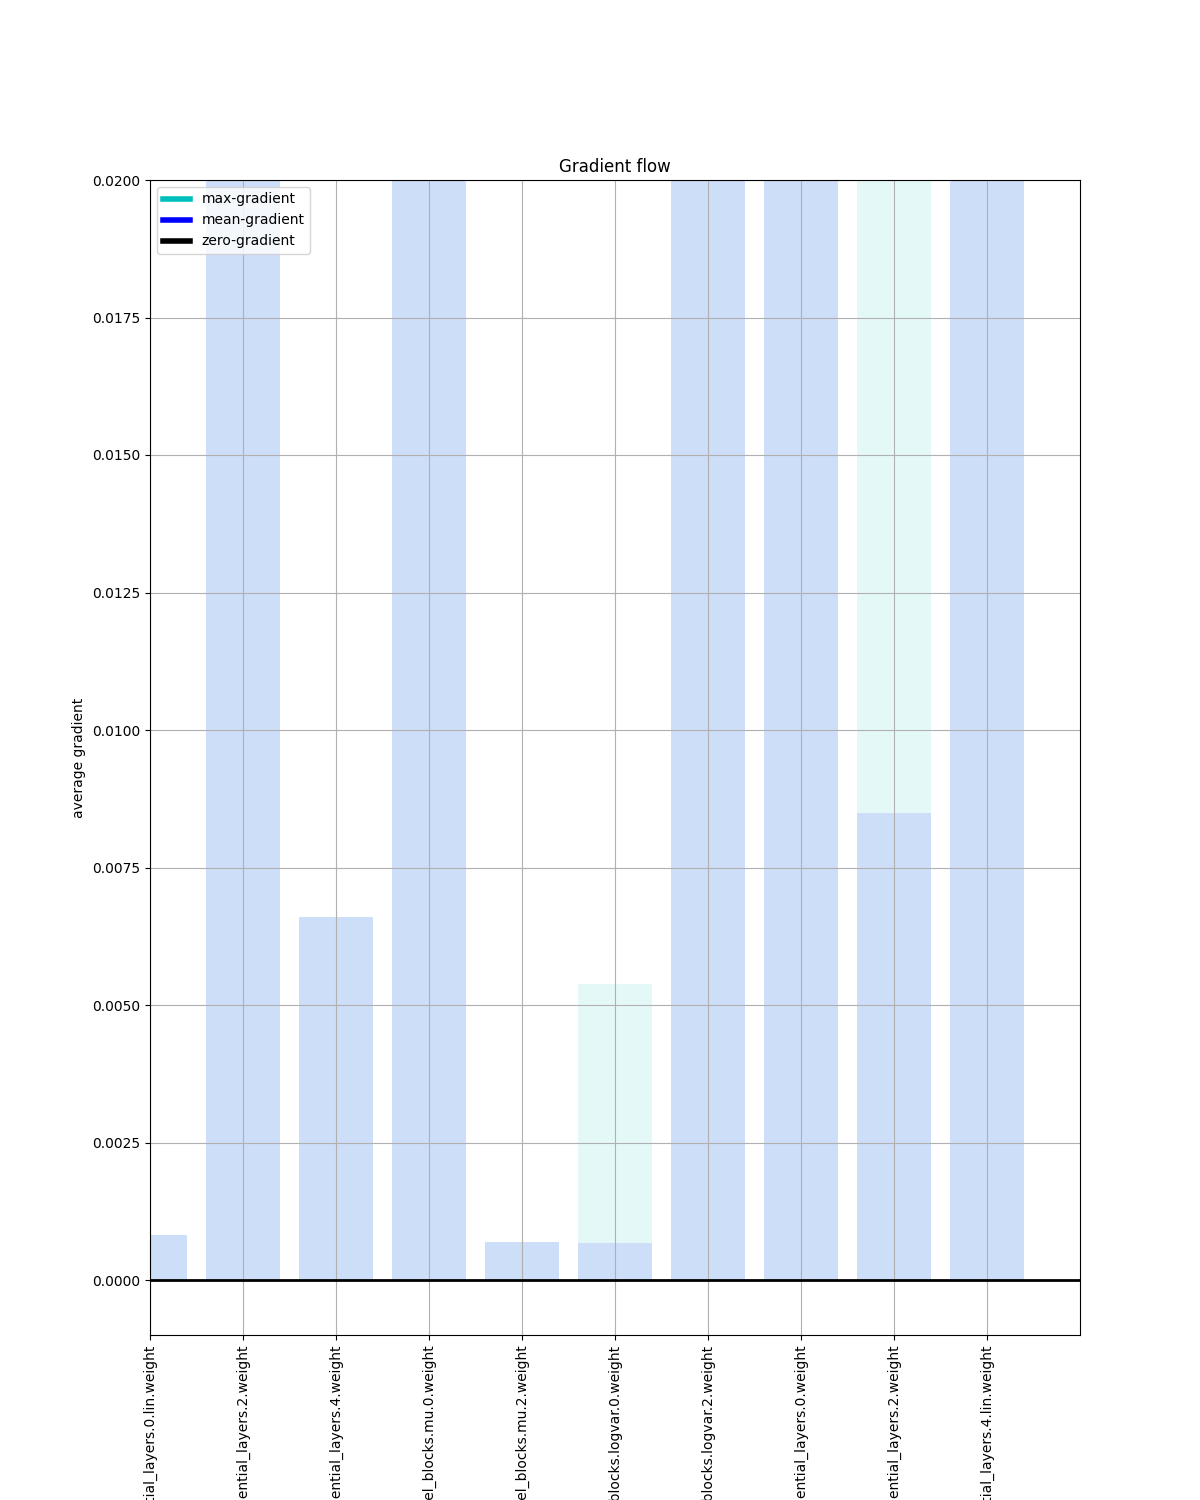 Gradient flow
max-gradient
mean-gradient
zero-gradient
0.0200
0.0175
0.0150
0.0125
0.0100
0.0075
0.0050
0.0025
0.0000
average gradient
tial_layers.0.lin.weight
ential_layers.2.weight
ential_layers.4.weight
el_blocks.mu.0.weight
el_blocks.mu.2.weight
blocks.logvar.0.weight
blocks.logvar.2.weight
ential_layers.0.weight
ential_layers.2.weight
tial_layers.4.lin.weight